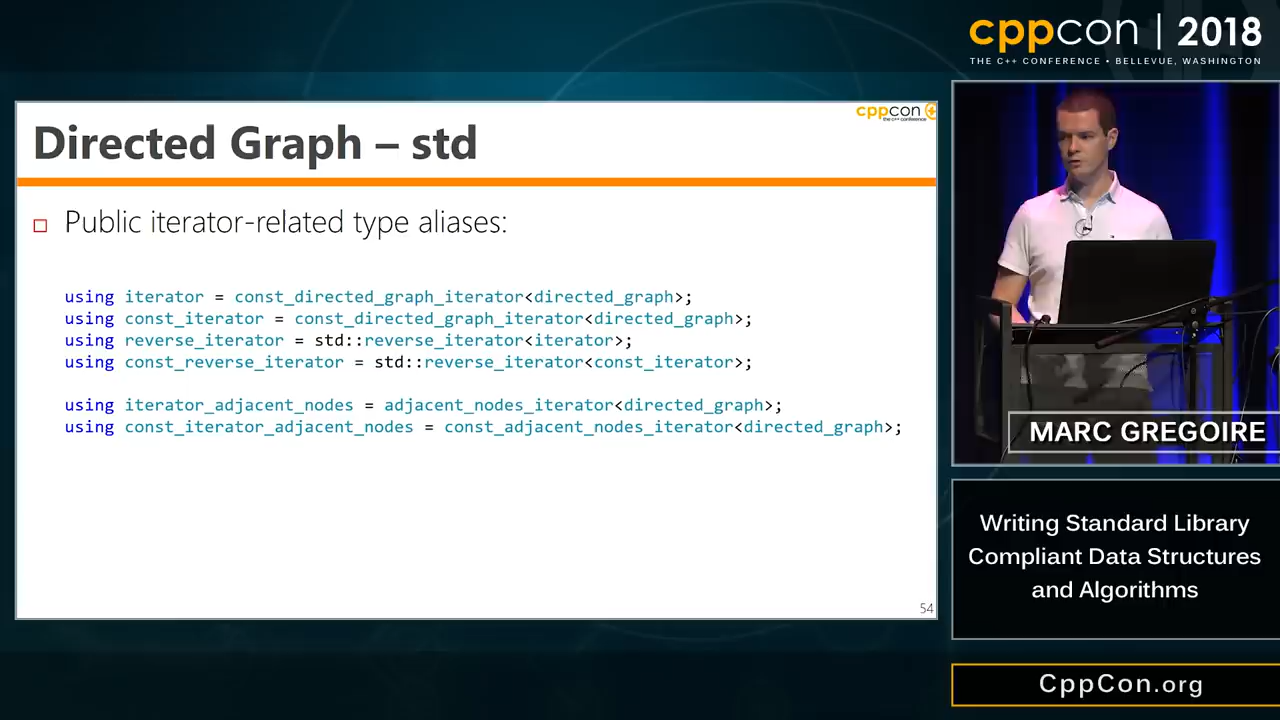 cppcon | 2018
THE C++ CONFERENCE • BELLEVUE, WASHINGTON
cppcon
the c++ conference
Directed Graph – std
Public iterator-related type aliases:
using iterator = const_directed_graph_iterator<directed_graph>;
using const_iterator = const_directed_graph_iterator<directed_graph>;
using reverse_iterator = std::reverse_iterator<iterator>;
using const_reverse_iterator = std::reverse_iterator<const_iterator>;
using iterator_adjacent_nodes = adjacent_nodes_iterator<directed_graph>;
using const_iterator_adjacent_nodes = const_adjacent_nodes_iterator<directed_graph>;
54
MARC GREGOIRE
Writing Standard Library
Compliant Data Structures
and Algorithms
CppCon.org